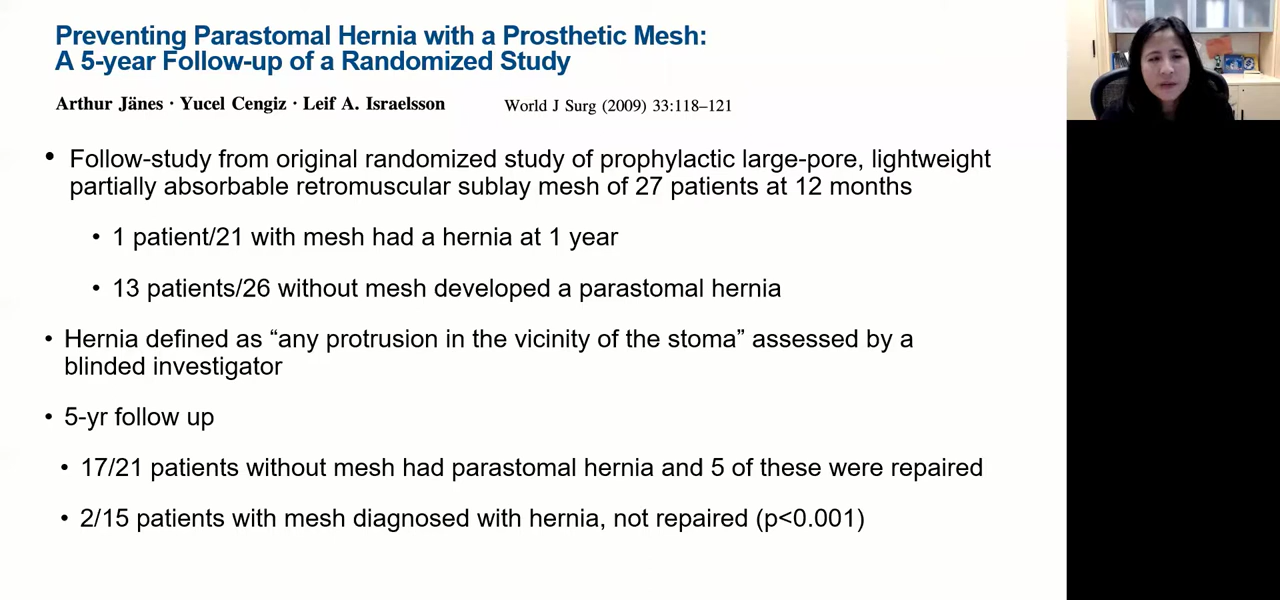 Preventing Parastomal Hernia with a Prosthetic Mesh:
A 5-year Follow-up of a Randomized Study
Arthur Jänes · Yucel Cengiz · Leif A. Israelsson World J Surg (2009) 33:118–121
• Follow-study from original randomized study of prophylactic large-pore, lightweight
partially absorbable retromuscular sublay mesh of 27 patients at 12 months
• 1 patient/21 with mesh had a hernia at 1 year
• 13 patients/26 without mesh developed a parastomal hernia
• Hernia defined as “any protrusion in the vicinity of the stoma” assessed by a
blinded investigator
• 5-yr follow up
• 17/21 patients without mesh had parastomal hernia and 5 of these were repaired
• 2/15 patients with mesh diagnosed with hernia, not repaired (p<0.001)